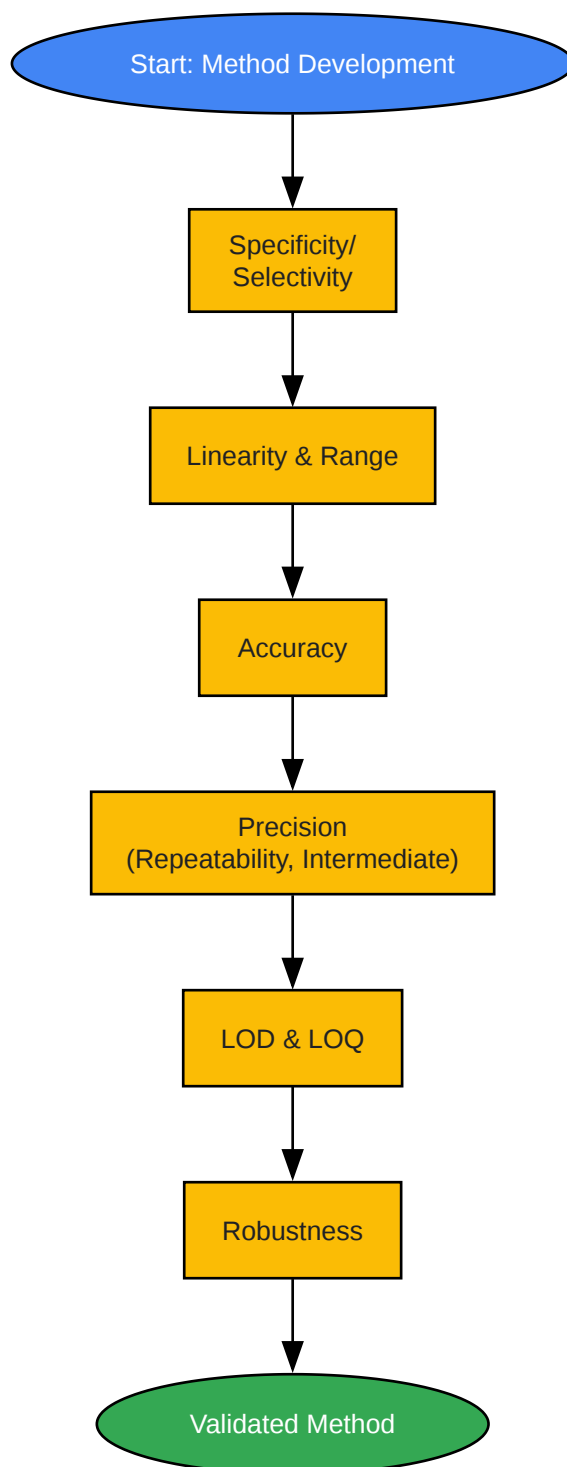 Start: Method Development
Specificity/
Selectivity
Linearity & Range
Accuracy
Precision
(Repeatability, Intermediate)
LOD & LOQ
Robustness
Validated Method